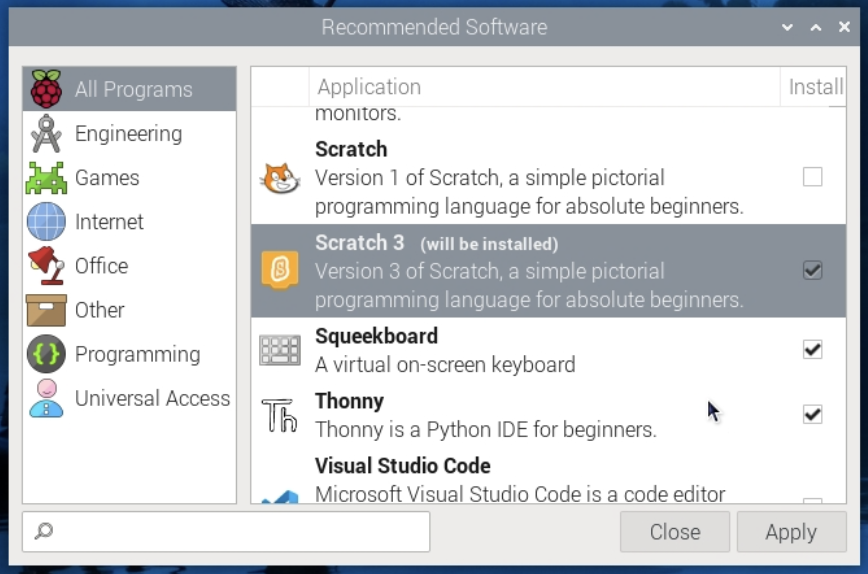 Recommended Software
All Programs
Engineering
Games
Internet
Office
Other
Programming
Universal Access
Application
Install
monitors.
Scratch
Version 1 of Scratch, a simple pictorial
programming language for absolute beginners.
Scratch 3 (will be installed)
Version 3 of Scratch, a simple pictorial
programming language for absolute beginners.
Squeekboard
A virtual on-screen keyboard
Th
Thonny
Thonny is a Python IDE for beginners.
Visual Studio Code
Microsoft Visual Studio Code is a code editor
Close
Apply